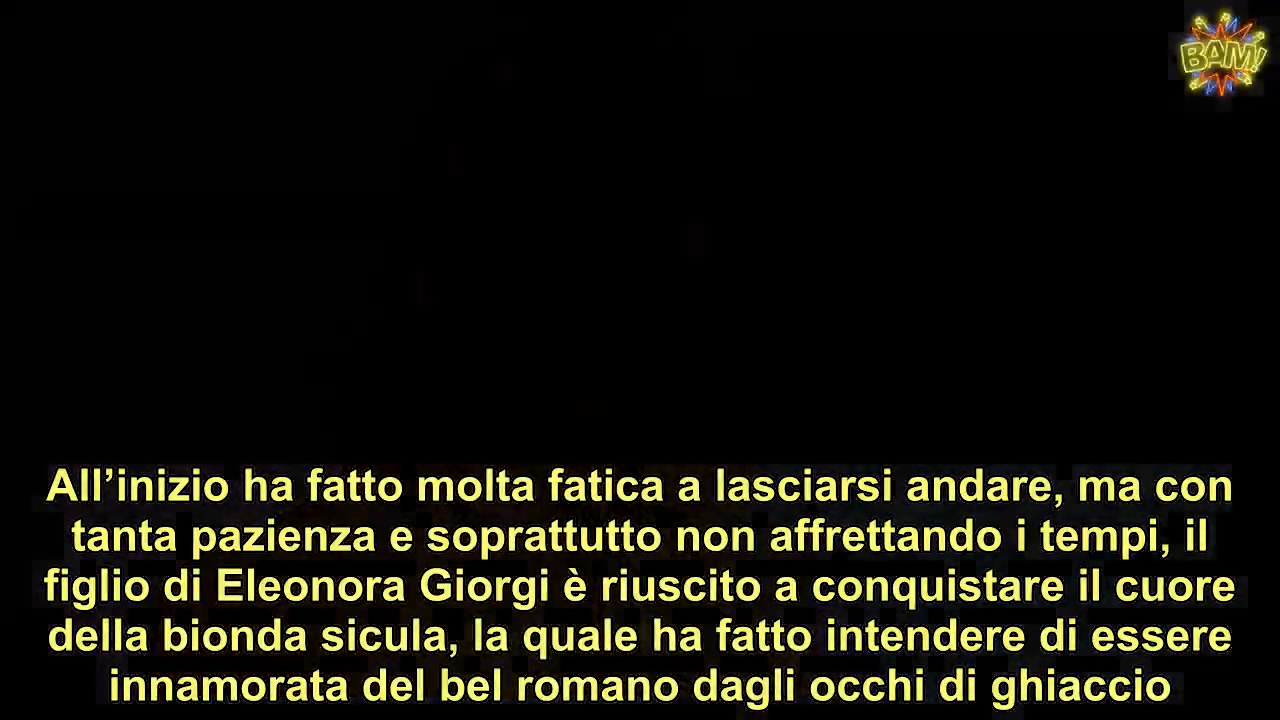 BAM!
All’inizio ha fatto molta fatica a lasciarsi andare, ma con
tanta pazienza e soprattutto non affrettando i tempi, il
figlio di Eleonora Giorgi è riuscito a conquistare il cuore
della bionda sicula, la quale ha fatto intendere di essere
innamorata del bel romano dagli occhi di ghiaccio